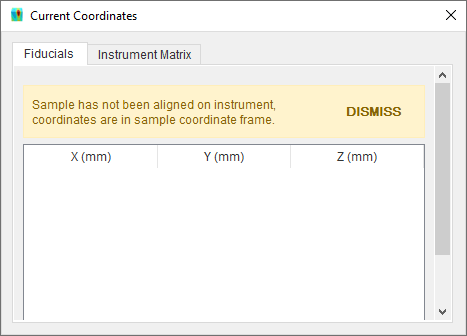 Current Coordinates
Fiducials
Instrument Matrix
Sample has not been aligned on instrument,
coordinates are in sample coordinate frame.
DISMISS
X (mm)
Y (mm)
Z (mm)